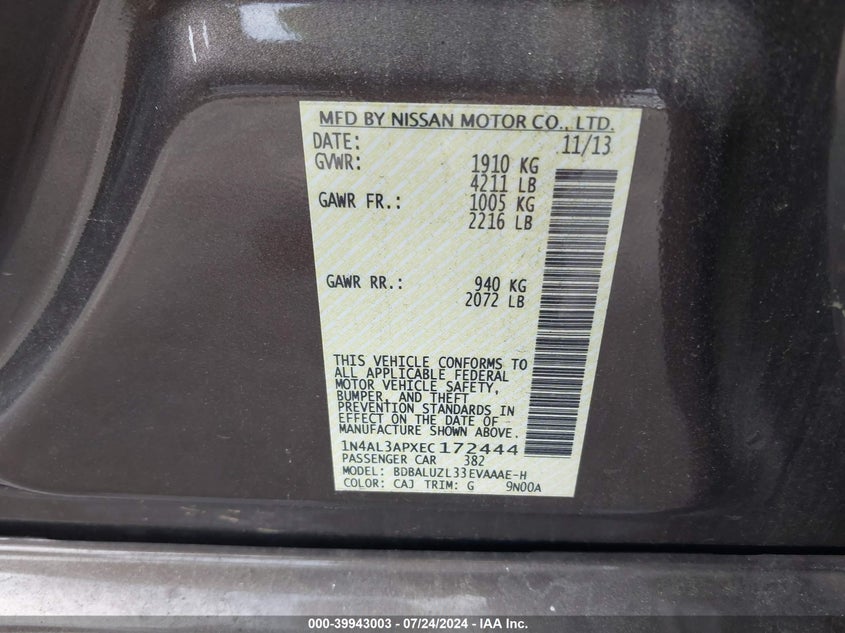 MFD BY NISSAN MOTOR CO., LTD.
DATE: 11/13
GVWR: 1910 KG
4211 LB
GAWR FR.: 1005 KG
2216 LB
GAWR RR.: 940 KG
2072 LB
THIS VEHICLE CONFORMS TO
ALL APPLICABLE FEDERAL
MOTOR VEHICLE SAFETY,
BUMPER, AND THEFT
PREVENTION STANDARDS IN
EFFECT ON THE DATE OF
MANUFACTURE SHOWN ABOVE.
1N4AL3APXEC172444
PASSENGER CAR 382
MODEL: BDBALUZL33EVAAAE-H
COLOR: CAJ TRIM: G 9N00A
000-39943003 / 07/24/2024 - IAA Inc.